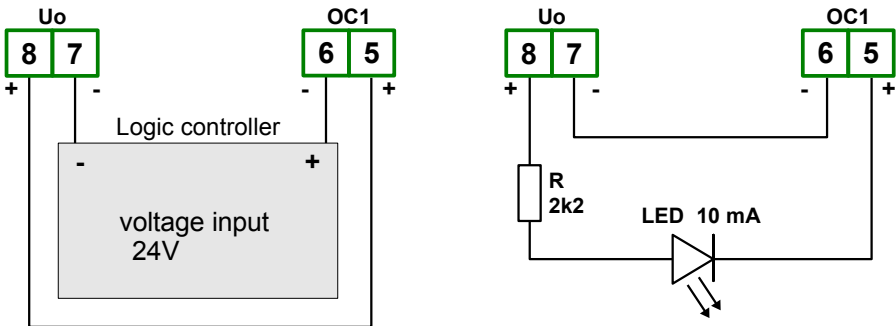 Uo
OC1
8 7
6 5
+ -
- +
Logic controller
- +
voltage input
24V
Uo
OC1
8 7
6 5
+ -
- +
R
2k2
LED 10 mA